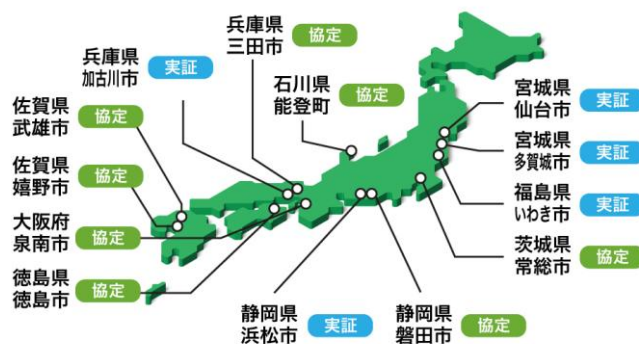 兵庫県
三田市
協定
兵庫県
加古川市
実証
石川県
能登町
協定
佐賀県
武雄市
協定
佐賀県
嬉野市
協定
大阪府
泉南市
協定
徳島県
徳島市
協定
宮城県
仙台市
実証
宮城県
多賀城市
実証
福島県
いわき市
実証
茨城県
常総市
協定
静岡県
浜松市
実証
静岡県
磐田市
協定